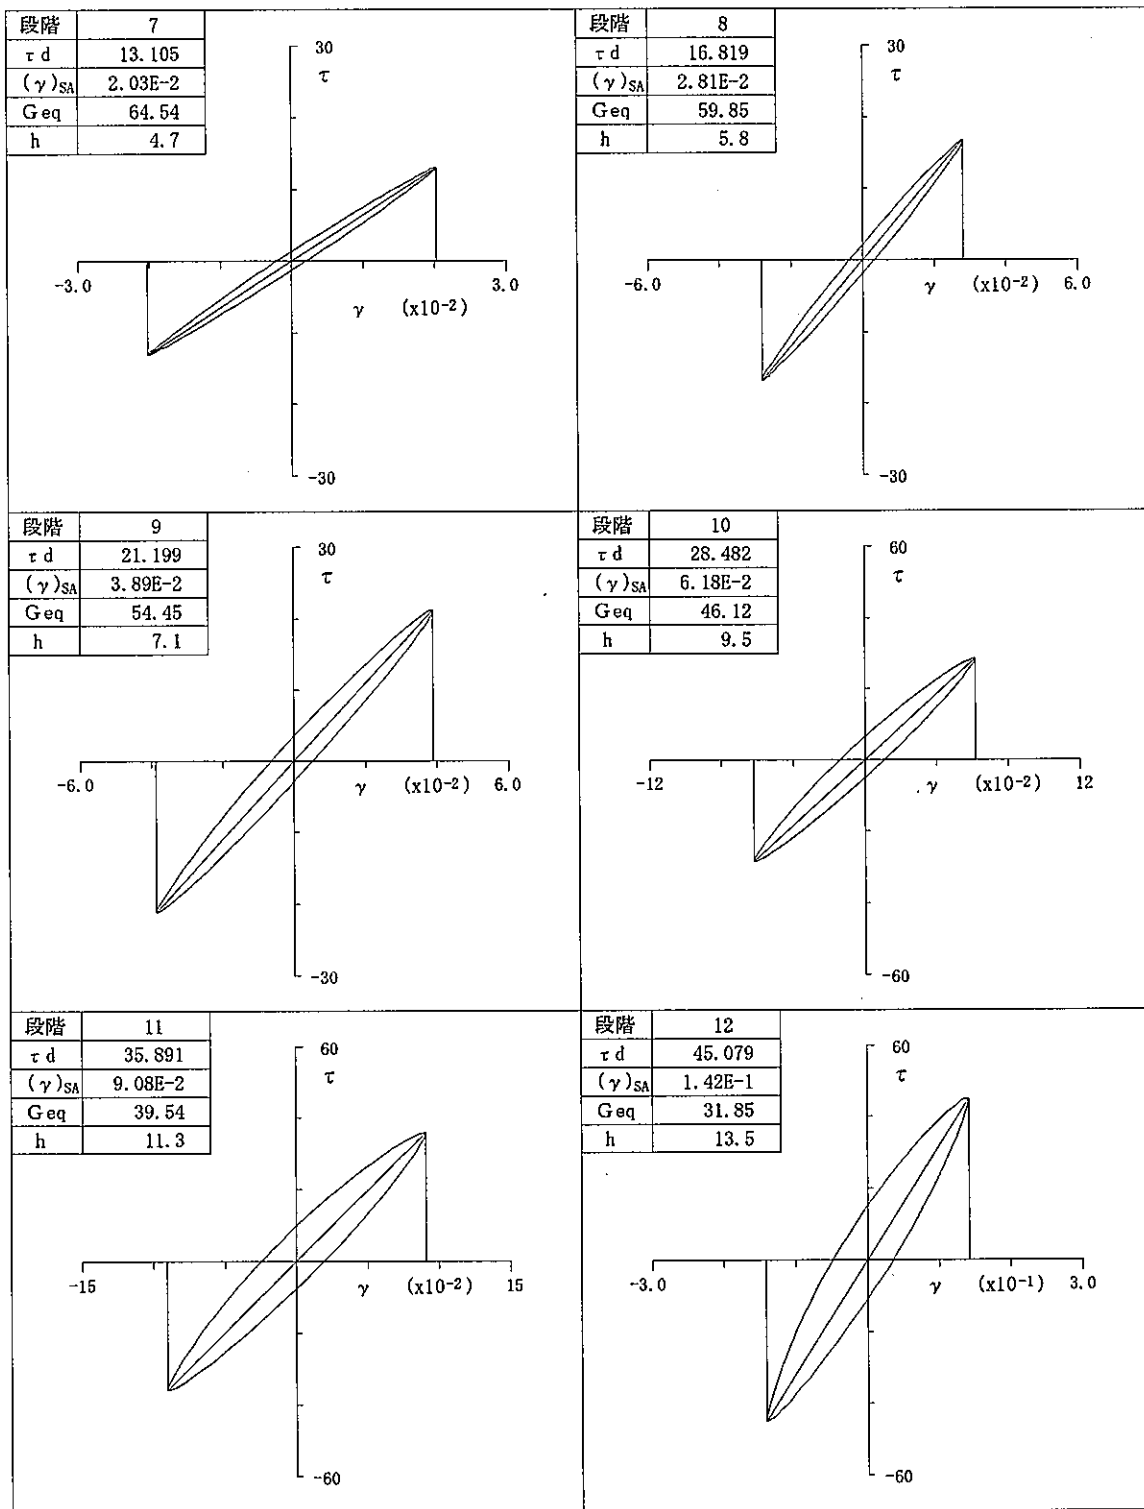 段階 7
τd 13.105
(γ)SA 2.03E-2
Geq 64.54
h 4.7
30
τ
-3.0
3.0
γ (x10-2)
-30
段階 8
τd 16.819
(γ)SA 2.81E-2
Geq 59.85
h 5.8
30
τ
-6.0
γ (x10-2) 6.0
-30
段階 9
τd 21.199
(γ)SA 3.89E-2
Geq 54.45
h 7.1
30
τ
-6.0
γ (x10-2) 6.0
-30
段階 10
τd 28.482
(γ)SA 6.18E-2
Geq 46.12
h 9.5
60
τ
-12
γ (x10-2) 12
-60
段階 11
τd 35.891
(γ)SA 9.08E-2
Geq 39.54
h 11.3
60
τ
-15
γ (x10-2) 15
-60
段階 12
τd 45.079
(γ)SA 1.42E-1
Geq 31.85
h 13.5
60
τ
-3.0
γ (x10-1) 3.0
-60